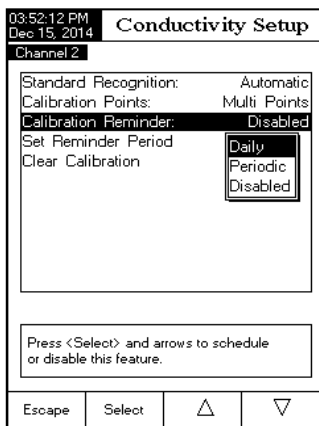 03:52:12 PM
Dec 15, 2014
Conductivity Setup
Channel 2
Standard Recognition: Automatic
Calibration Points: Multi Points
Calibration Reminder: Disabled
Set Reminder Period
Clear Calibration
Daily
Periodic
Disabled
Press <Select> and arrows to schedule
or disable this feature.
Escape Select △ ▽